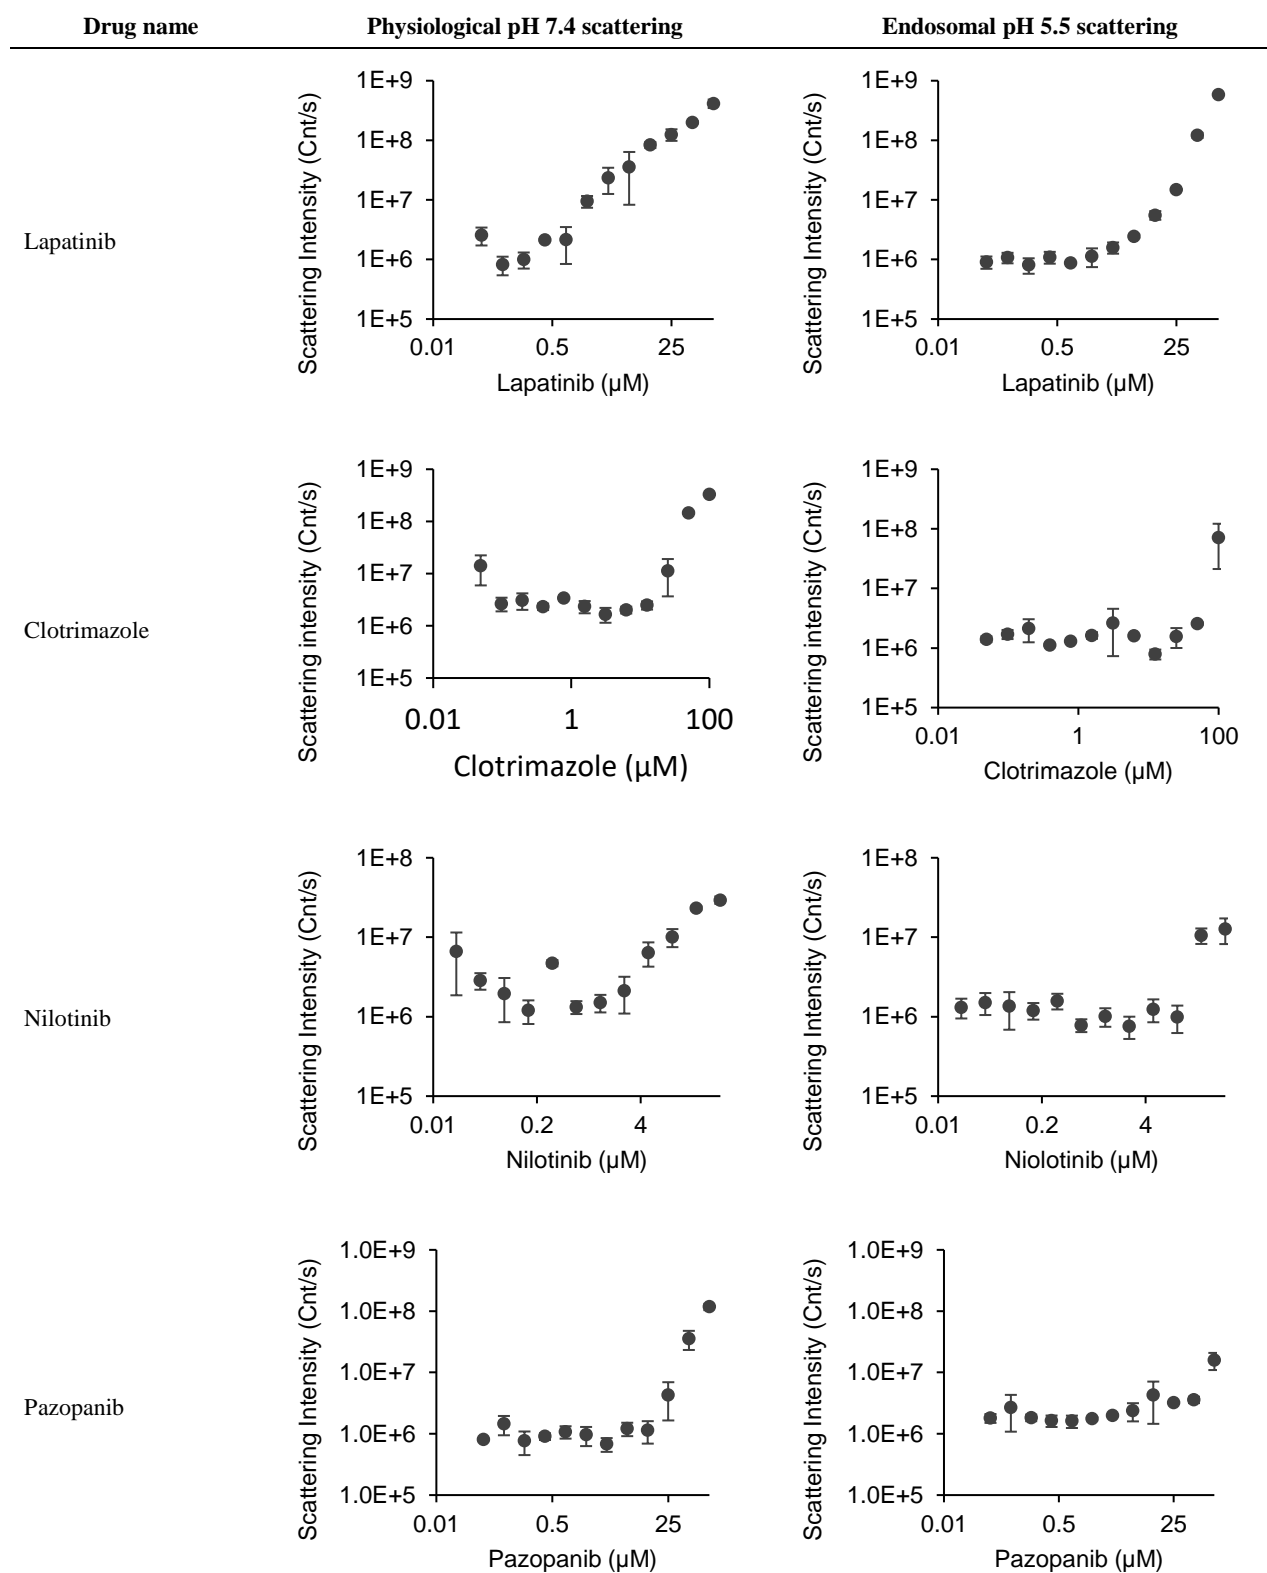 Drug name Physiological pH 7.4 scattering Endosomal pH 5.5 scattering
Lapatinib
Scattering Intensity (Cnt/s)
1E+9
1E+8
1E+7
1E+6
1E+5
0.01 0.5 25
Lapatinib (µM)
Scattering Intensity (Cnt/s)
1E+9
1E+8
1E+7
1E+6
1E+5
0.01 0.5 25
Lapatinib (µM)
Clotrimazole
Scattering intensity (Cnt/s)
1E+9
1E+8
1E+7
1E+6
1E+5
0.01 1 100
Clotrimazole (µM)
Scattering Intensity (Cnt/s)
1E+9
1E+8
1E+7
1E+6
1E+5
0.01 1 100
Clotrimazole (µM)
Nilotinib
Scattering Intensity (Cnt/s)
1E+8
1E+7
1E+6
1E+5
0.01 0.2 4
Nilotinib (µM)
Scattering Intensity (Cnt/s)
1E+8
1E+7
1E+6
1E+5
0.01 0.2 4
Niolotinib (µM)
Pazopanib
Scattering Intensity (Cnt/s)
1.0E+9
1.0E+8
1.0E+7
1.0E+6
1.0E+5
0.01 0.5 25
Pazopanib (µM)
Scattering Intensity (Cnt/s)
1.0E+9
1.0E+8
1.0E+7
1.0E+6
1.0E+5
0.01 0.5 25
Pazopanib (µM)